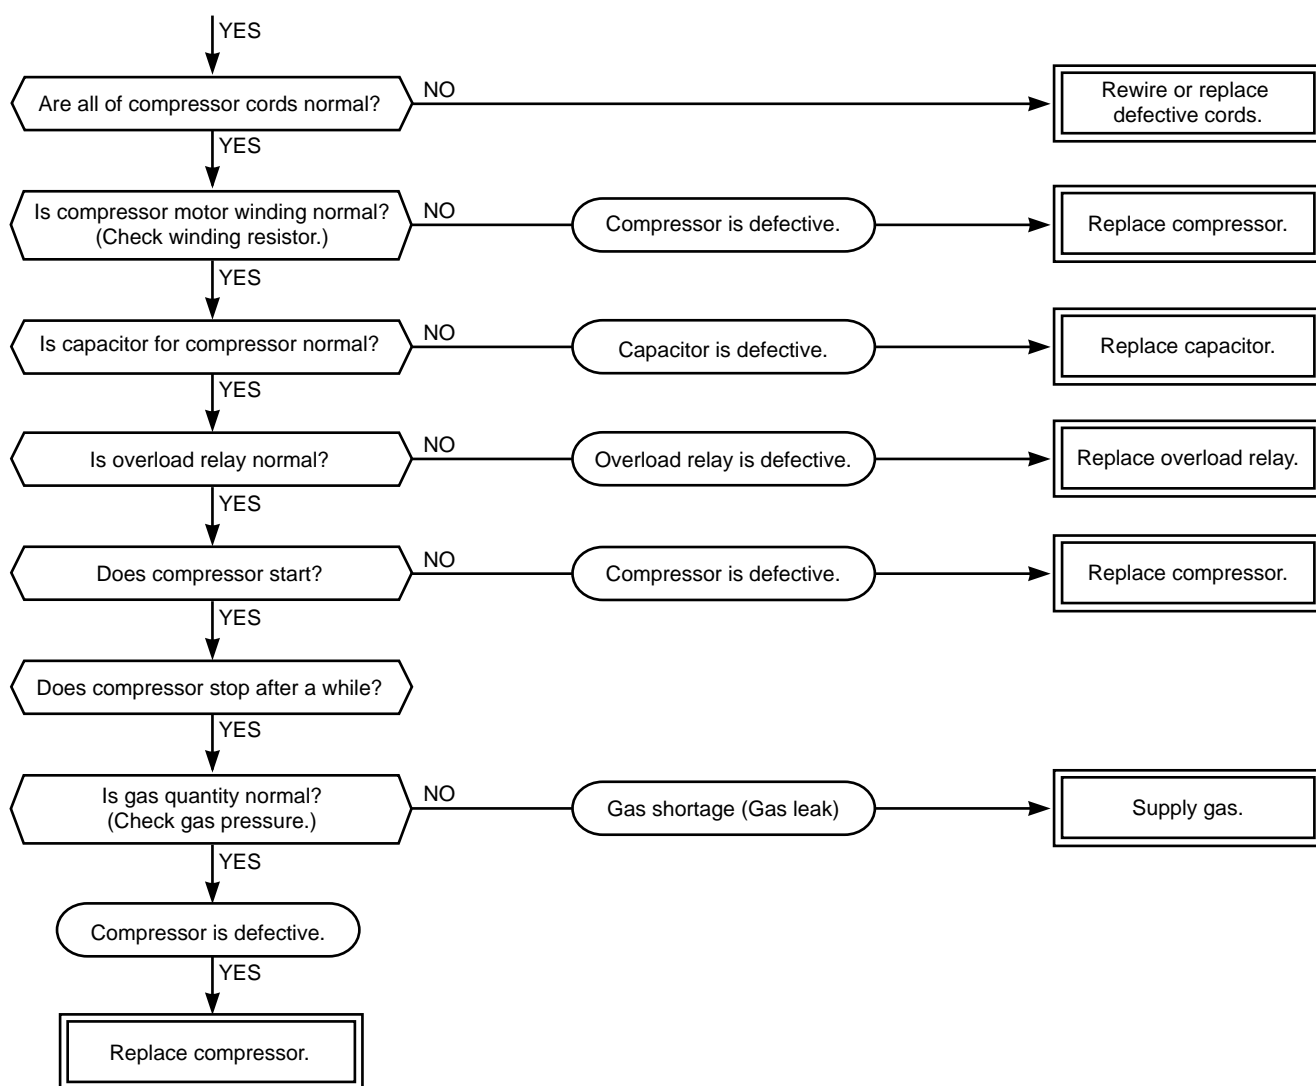 YES
Are all of compressor cords normal?
NO
Rewire or replace
defective cords.
YES
Is compressor motor winding normal?
(Check winding resistor.)
NO
Compressor is defective.
Replace compressor.
YES
Is capacitor for compressor normal?
NO
Capacitor is defective.
Replace capacitor.
YES
Is overload relay normal?
NO
Overload relay is defective.
Replace overload relay.
YES
Does compressor start?
NO
Compressor is defective.
Replace compressor.
YES
Does compressor stop after a while?
YES
Is gas quantity normal?
(Check gas pressure.)
NO
Gas shortage (Gas leak)
Supply gas.
YES
Compressor is defective.
YES
Replace compressor.